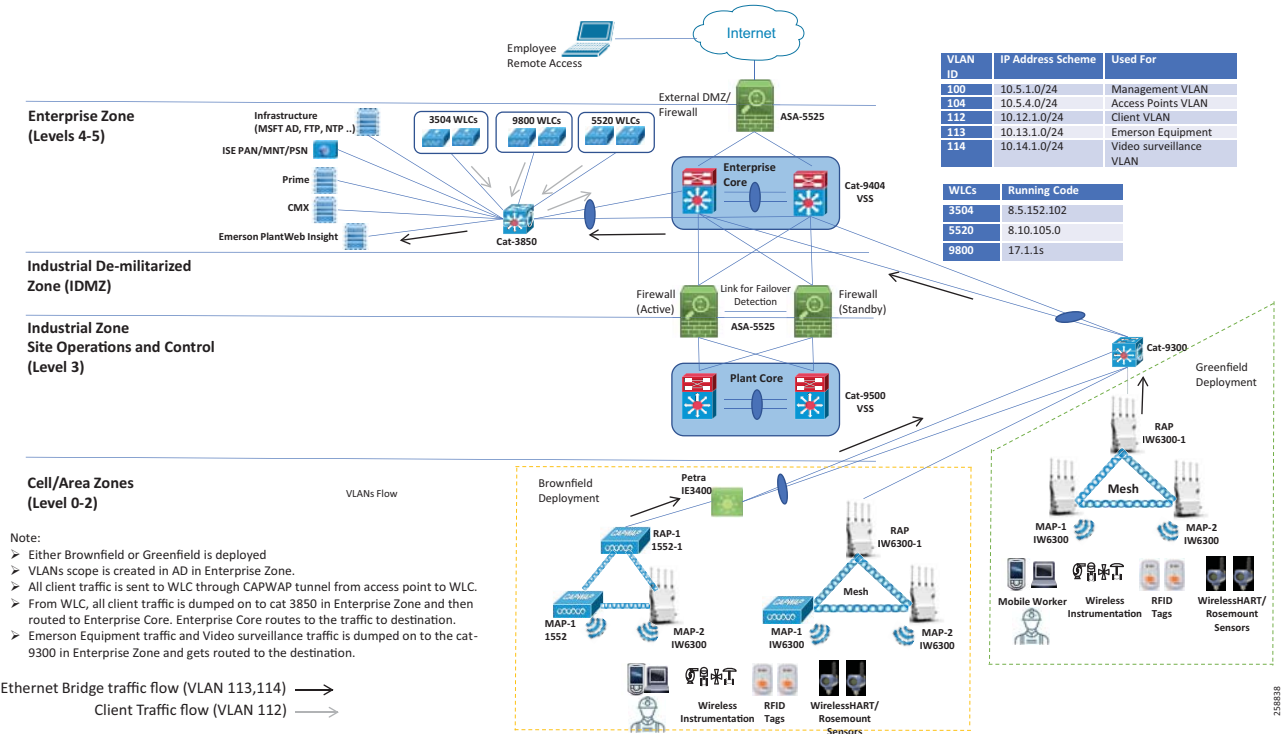 Internet
Employee
Remote Access
External DMZ/
Firewall
ASA-5525
VLAN ID | IP Address Scheme | Used For
100 | 10.5.1.0/24 | Management VLAN
104 | 10.5.4.0/24 | Access Points VLAN
112 | 10.12.1.0/24 | Client VLAN
113 | 10.13.1.0/24 | Emerson Equipment
114 | 10.14.1.0/24 | Video surveillance VLAN
WLCs | Running Code
3504 | 8.5.152.102
5520 | 8.10.105.0
9800 | 17.1.1s
Enterprise Zone
(Levels 4-5)
Infrastructure
(MSFT AD, FTP, NTP ..)
3504 WLCs
9800 WLCs
5520 WLCs
ISE PAN/MNT/PSN
Prime
CMX
Emerson PlantWeb Insight
Cat-3850
Enterprise
Core
Cat-9404
VSS
Industrial De-militarized
Zone (IDMZ)
Firewall
(Active)
Link for Failover
Detection
Firewall
(Standby)
ASA-5525
Industrial Zone
Site Operations and Control
(Level 3)
Plant Core
Cat-9500
VSS
Cat-9300
Greenfield
Deployment
RAP
IW6300-1
Mesh
MAP-1
IW6300
MAP-2
IW6300
Mobile Worker
Wireless
Instrumentation
RFID
Tags
WirelessHART/
Rosemount
Sensors
Cell/Area Zones
(Level 0-2)
VLANs Flow
Brownfield
Deployment
Petra
IE3400
CAPWAP
RAP-1
1552-1
CAPWAP
MAP-1
1552
MAP-2
IW6300
RAP
IW6300-1
Mesh
CAPWAP
MAP-1
IW6300
MAP-2
IW6300
Wireless
Instrumentation
RFID
Tags
WirelessHART/
Rosemount
Sensors
Note:
➢ Either Brownfield or Greenfield is deployed
➢ VLANs scope is created in AD in Enterprise Zone.
➢ All client traffic is sent to WLC through CAPWAP tunnel from access point to WLC.
➢ From WLC, all client traffic is dumped on to cat 3850 in Enterprise Zone and then
routed to Enterprise Core. Enterprise Core routes to the traffic to destination.
➢ Emerson Equipment traffic and Video surveillance traffic is dumped on to the cat-
9300 in Enterprise Zone and gets routed to the destination.
Ethernet Bridge traffic flow (VLAN 113,114)
Client Traffic flow (VLAN 112)
258838